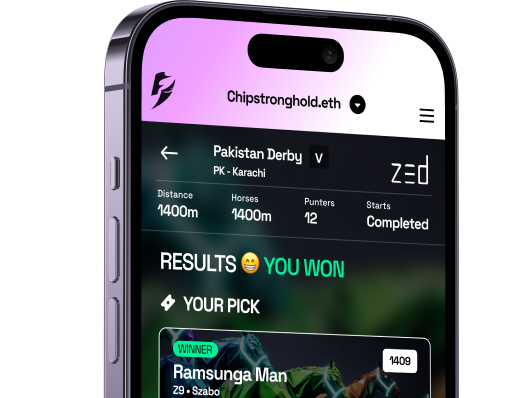 Chipstronghold.eth
Pakistan Derby V
PK - Karachi
zed
Distance Horses Punters Starts
1400m 1400m 12 Completed
RESULTS 😁 YOU WON
YOUR PICK
WINNER 1409
Ramsunga Man
Z9 • Szabo